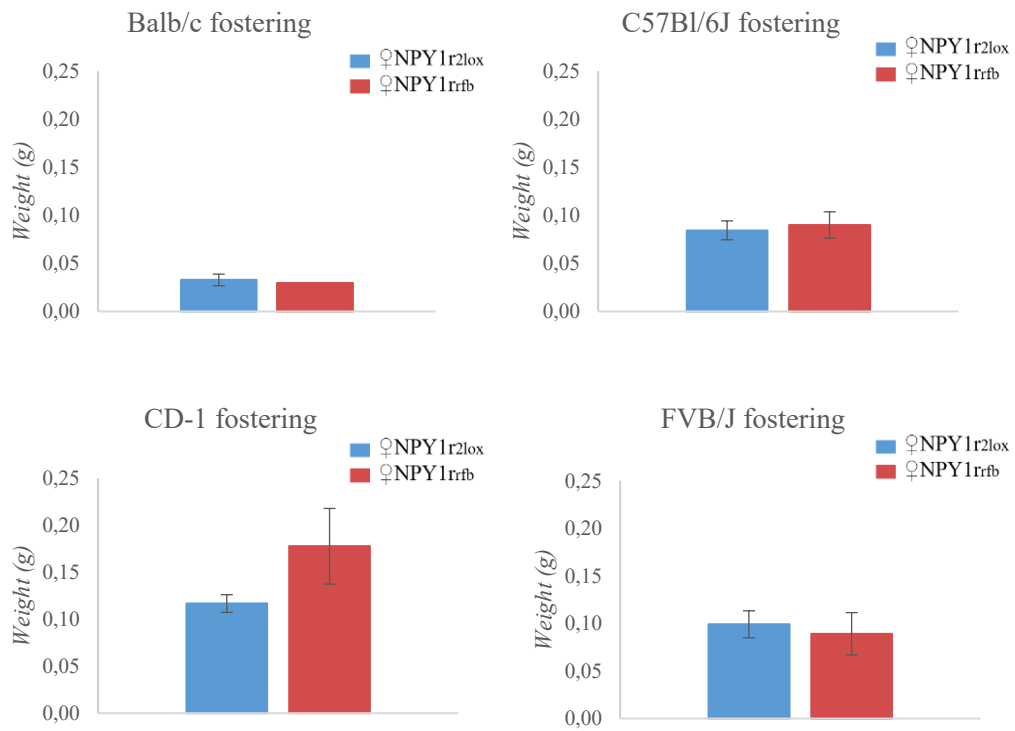 Balb/c fostering
♀NPY1r2lox
♀NPY1rrfb
0,25
0,20
0,15
0,10
0,05
0,00
Weight (g)
C57Bl/6J fostering
♀NPY1r2lox
♀NPY1rrfb
0,25
0,20
0,15
0,10
0,05
0,00
Weight (g)
CD-1 fostering
♀NPY1r2lox
♀NPY1rrfb
0,25
0,20
0,15
0,10
0,05
0,00
Weight (g)
FVB/J fostering
♀NPY1r2lox
♀NPY1rrfb
0,25
0,20
0,15
0,10
0,05
0,00
Weight (g)